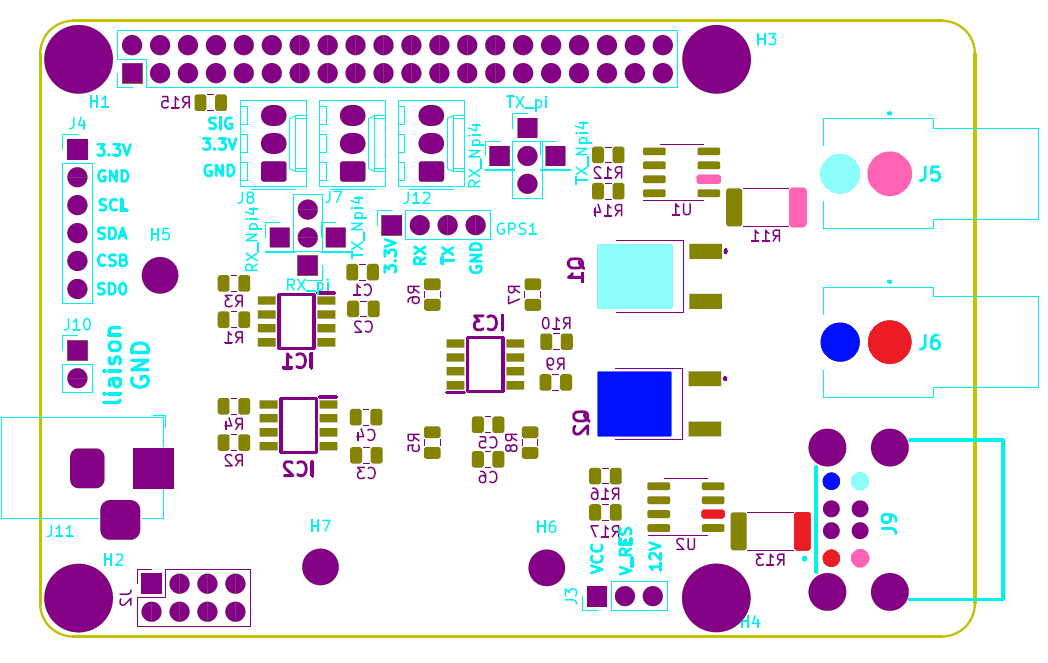 H3
H1
R15
TX_pi
J4
SIG
3.3V
GND
RX_Npi4
TX_Npi4
R12
R14
U1
J5
3.3V
GND
SCL
SDA
CSB
SDO
J8
J7
J12
R11
H5
RX_Npi4
TX_Npi4
RX_pi
3.3V
RX
TX
GND
GPS1
Q1
R3
R1
C1
C2
R6
R7
IC1
IC3
R10
R9
J6
J10
liaison
GND
R4
R2
C4
C3
IC2
R5
C5
C6
R8
Q2
R16
R17
U2
R13
J9
J11
H7
H6
H2
J2
VCC
V_RES
12V
J3
H4